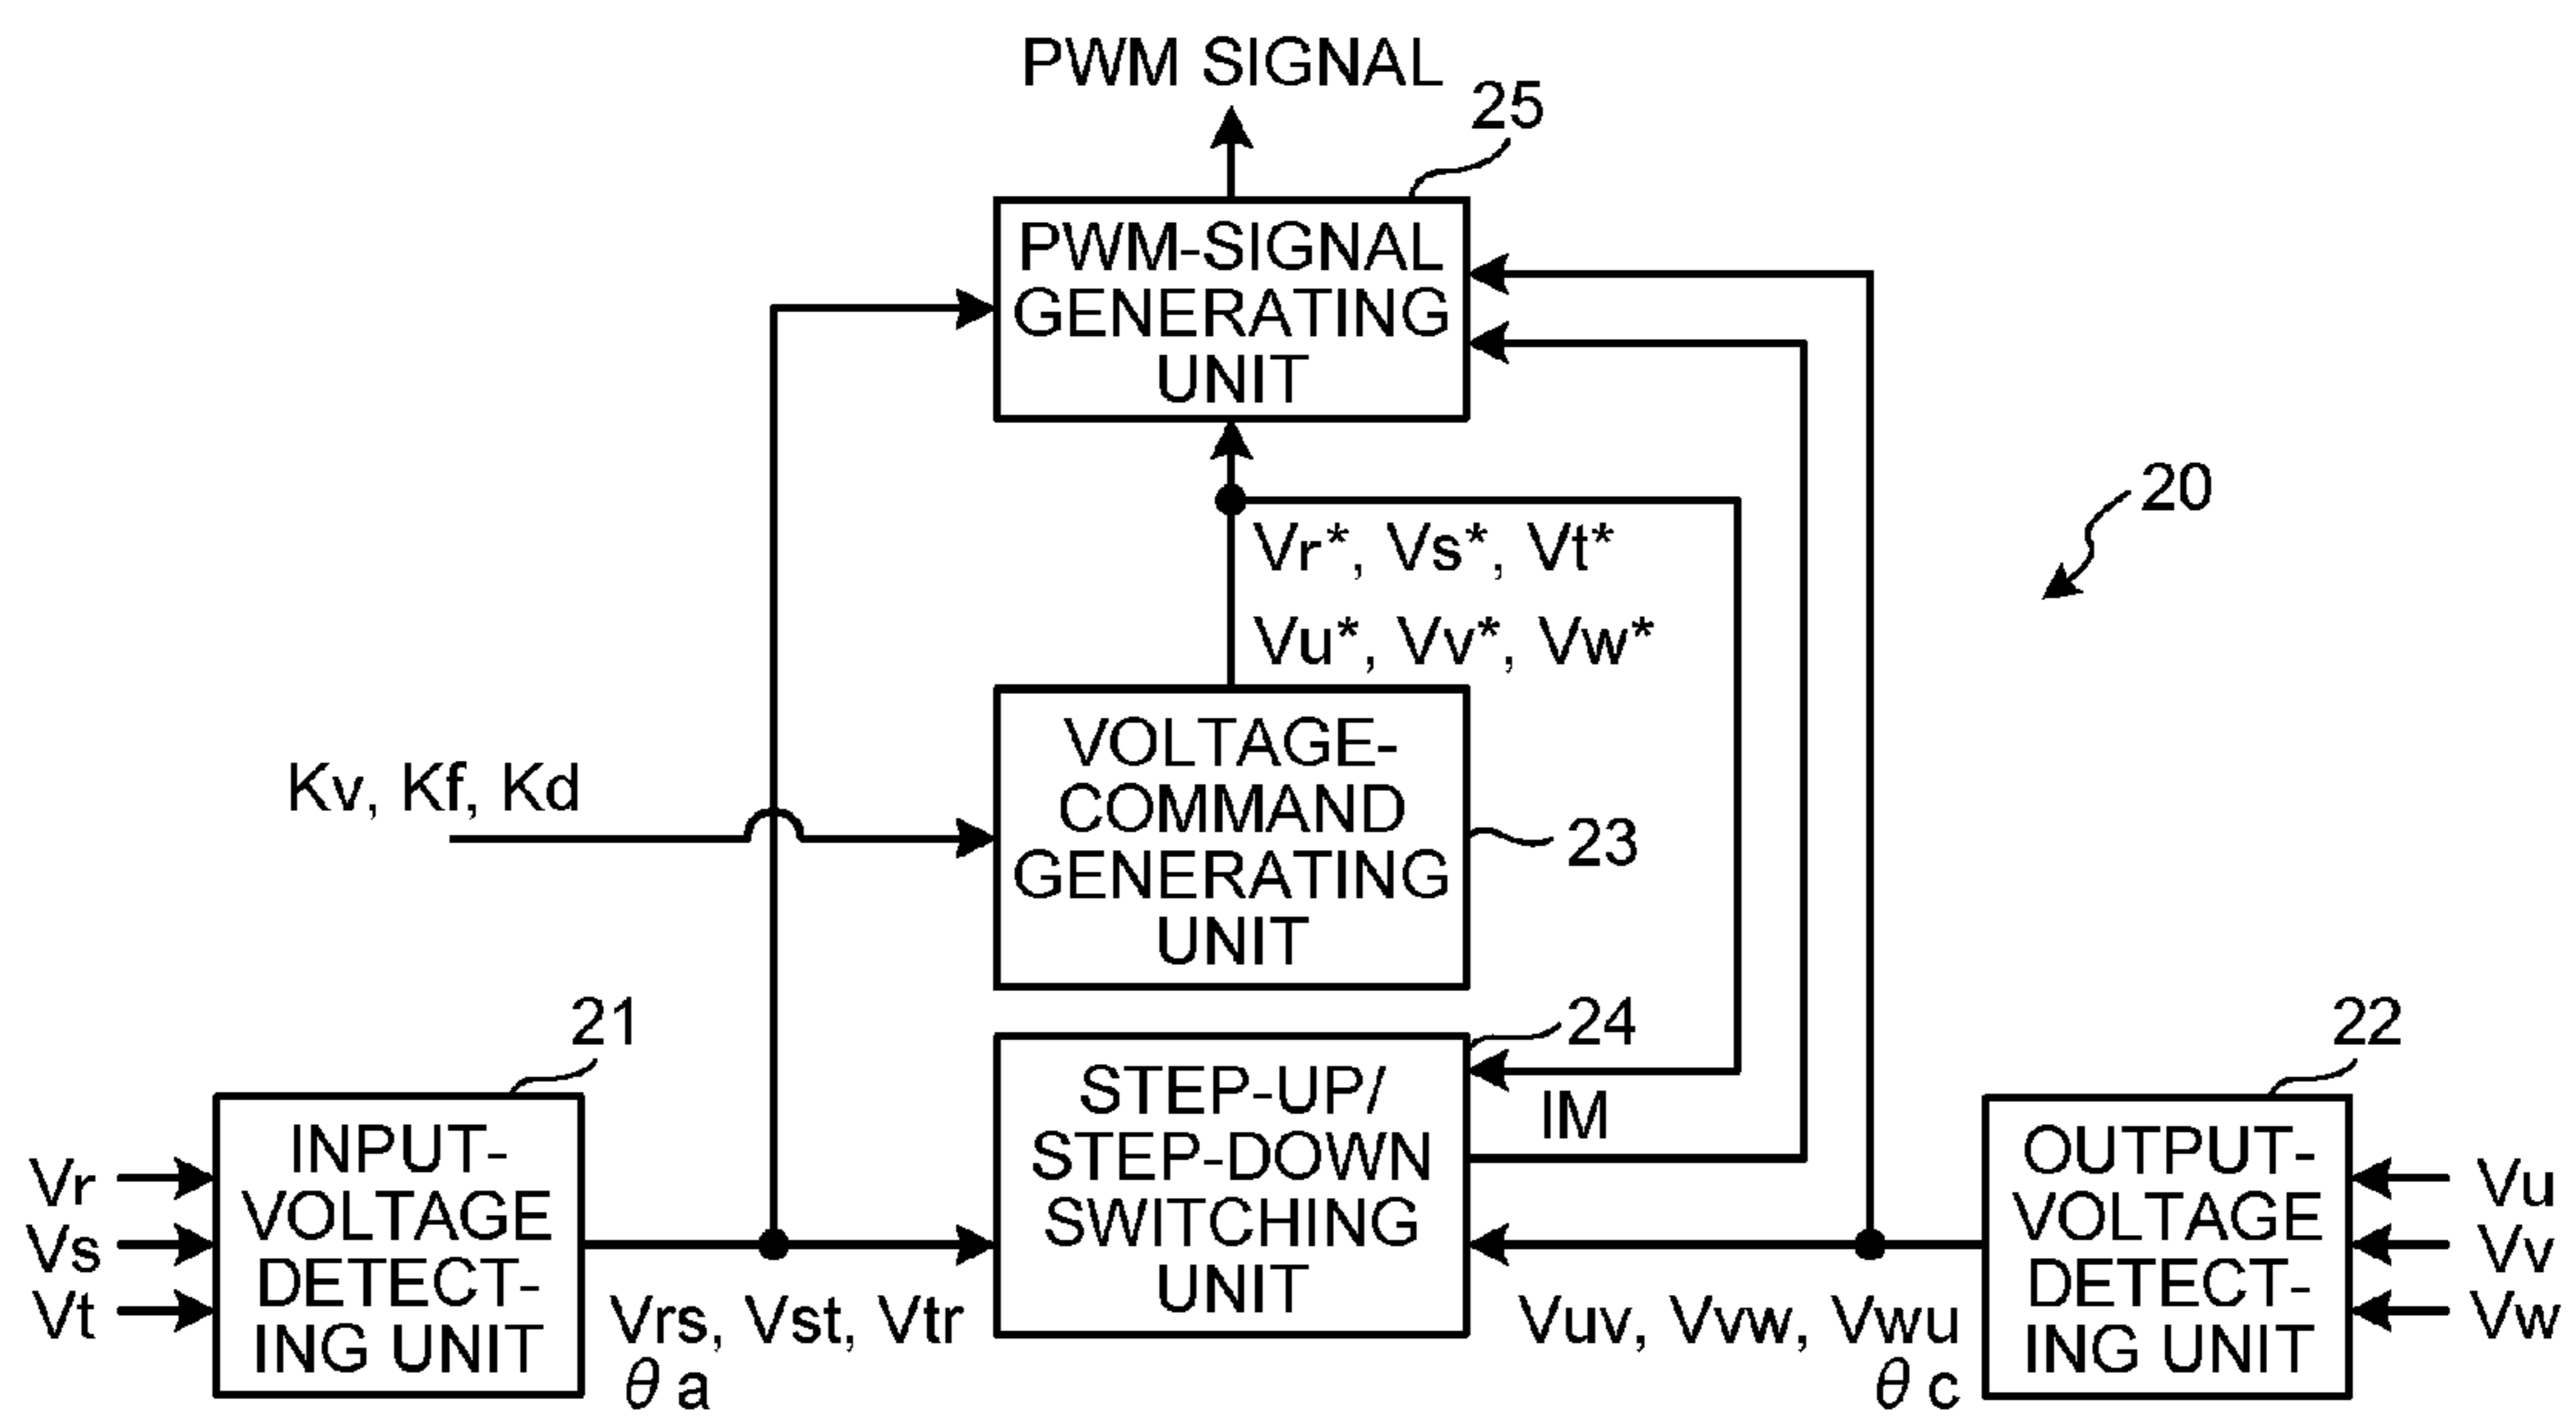 PWM SIGNAL
25
PWM-SIGNAL
GENERATING
UNIT
20
Vr*, Vs*, Vt*
Vu*, Vv*, Vw*
Kv, Kf, Kd
VOLTAGE-
COMMAND
GENERATING
UNIT
23
21
INPUT-
VOLTAGE
DETECT-
ING UNIT
Vr
Vs
Vt
Vrs, Vst, Vtr
θa
24
STEP-UP/
STEP-DOWN
SWITCHING
UNIT
IM
Vuv, Vvw, Vwu
θc
22
OUTPUT-
VOLTAGE
DETECT-
ING UNIT
Vu
Vv
Vw